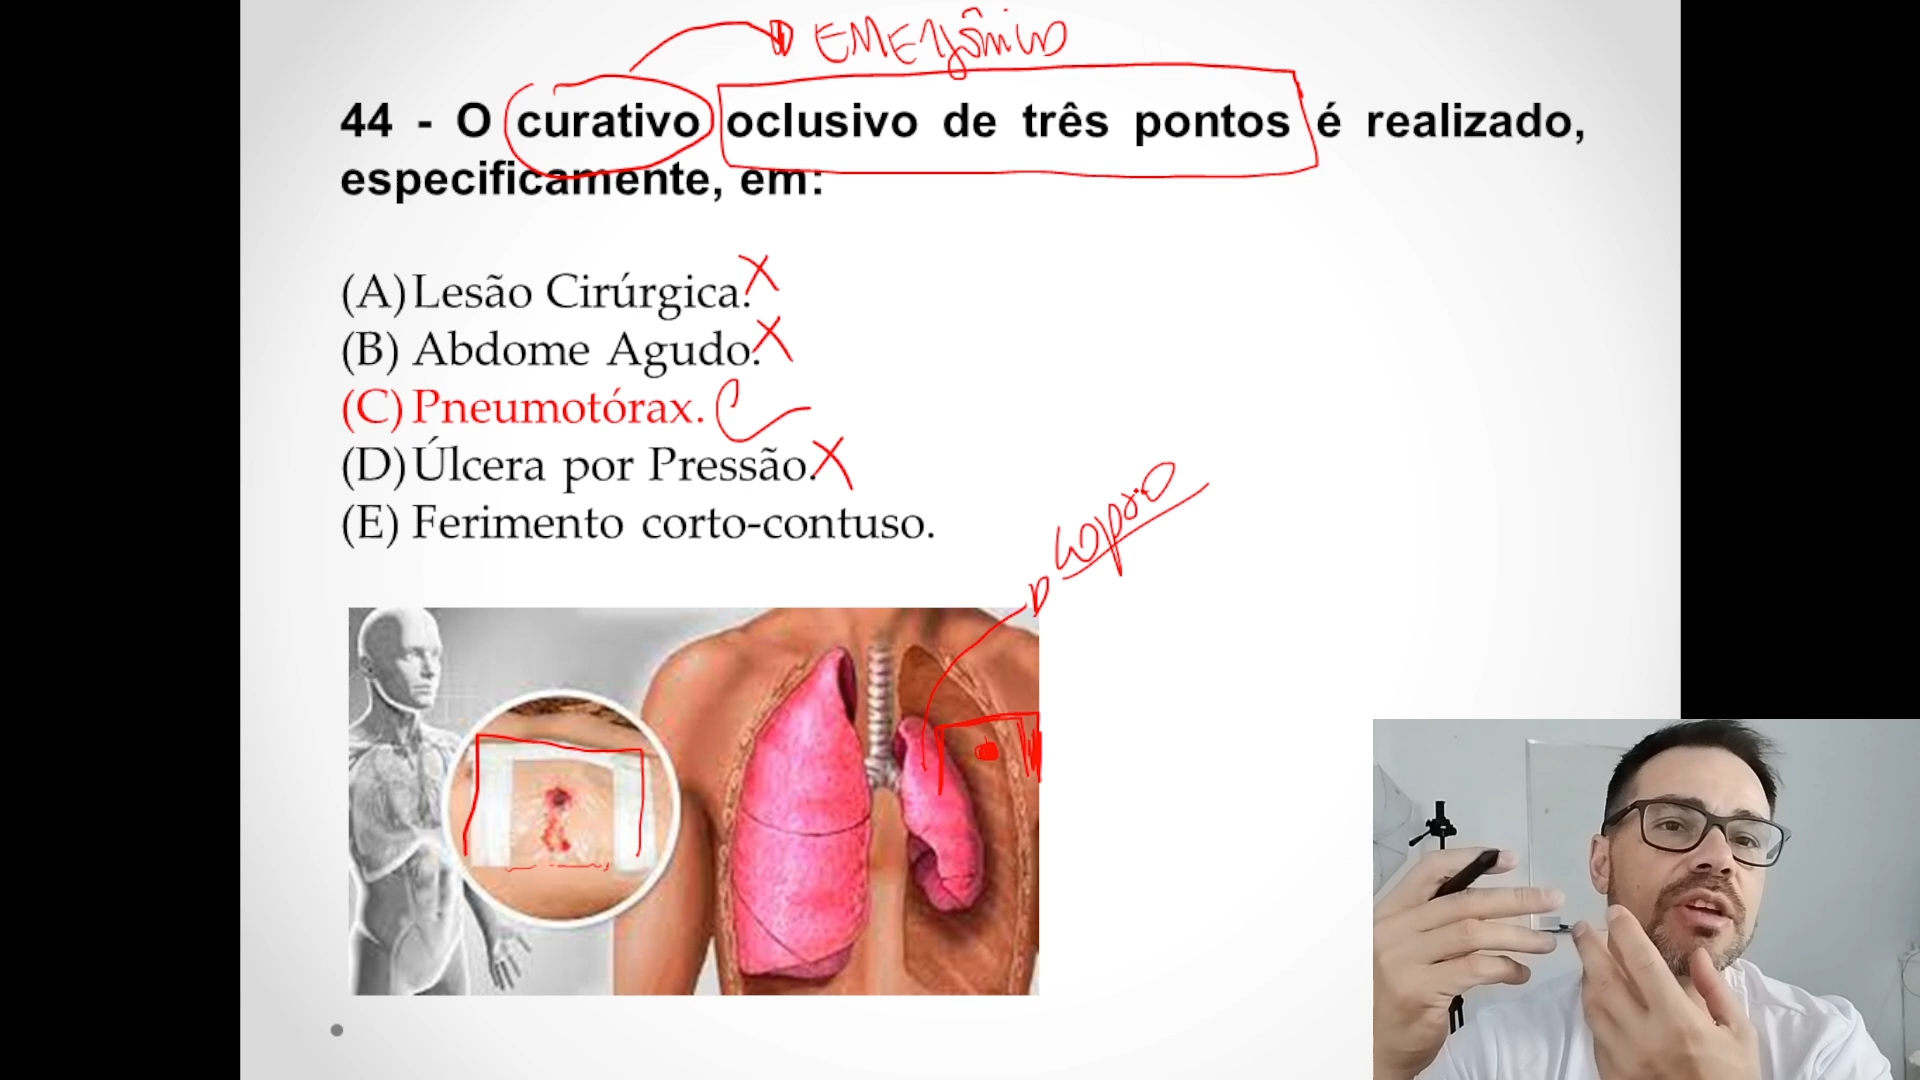 EMERGÊNCIA
44 - O curativo oclusivo de três pontos é realizado,
especificamente, em:
(A) Lesão Cirúrgica.
(B) Abdome Agudo.
(C) Pneumotórax.
(D) Úlcera por Pressão.
(E) Ferimento corto-contuso.